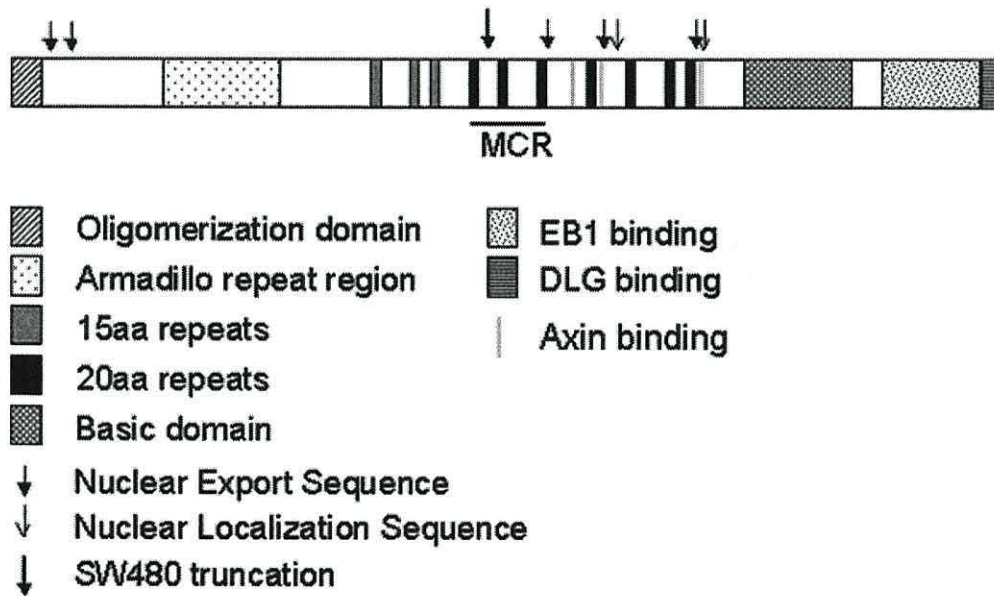 MCR
Oligomerization domain
Armadillo repeat region
15aa repeats
20aa repeats
Basic domain
Nuclear Export Sequence
Nuclear Localization Sequence
SW480 truncation
EB1 binding
DLG binding
Axin binding